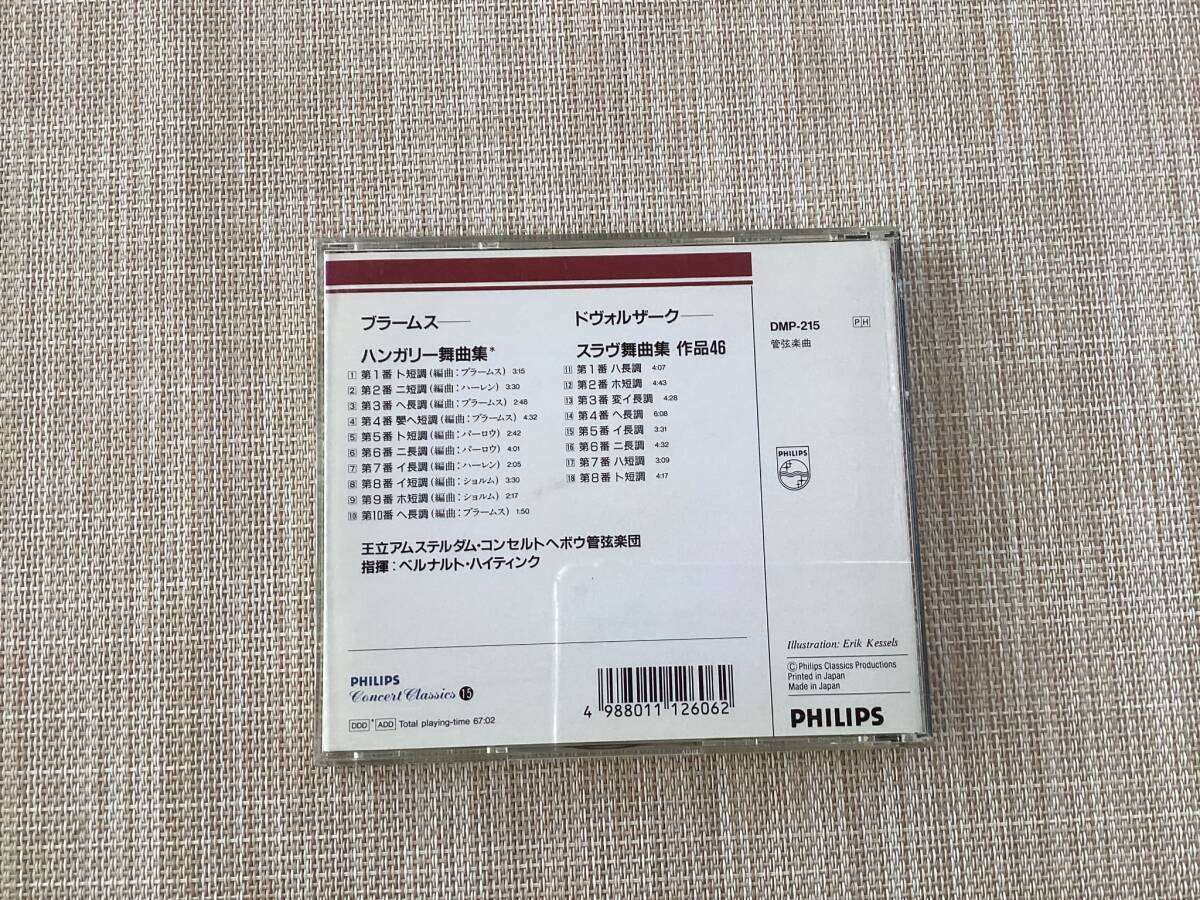 ブラームス——
ハンガリー舞曲集*
1 第1番 ト短調(編曲:ブラームス) 3:15
2 第2番 ニ短調(編曲:ハーレン) 3:30
3 第3番 ヘ長調(編曲:ブラームス) 2:48
4 第4番 嬰ヘ短調(編曲:ブラームス) 4:32
5 第5番 ト短調(編曲:パーロウ) 2:42
6 第6番 ニ長調(編曲:パーロウ) 4:01
7 第7番 イ長調(編曲:ハーレン) 2:05
8 第8番 イ短調(編曲:ショルム) 3:30
9 第9番 ホ短調(編曲:ショルム) 2:17
10 第10番 ヘ長調(編曲:ブラームス) 1:50
ドヴォルザーク——
スラヴ舞曲集 作品46
11 第1番 ハ長調 4:07
12 第2番 ホ短調 4:43
13 第3番 変イ長調 4:28
14 第4番 ヘ長調 6:08
15 第5番 イ長調 3:31
16 第6番 ニ長調 4:32
17 第7番 ハ短調 3:09
18 第8番 ト短調 4:17
王立アムステルダム・コンセルトヘボウ管弦楽団
指揮:ベルナルト・ハイティンク
PHILIPS
Concert Classics 15
DDD * ADD Total playing-time 67:02
4 988011 126062
DMP-215 PH
管弦楽曲
PHILIPS
Illustration: Erik Kessels
© Philips Classics Productions
Printed in Japan
Made in Japan
PHILIPS